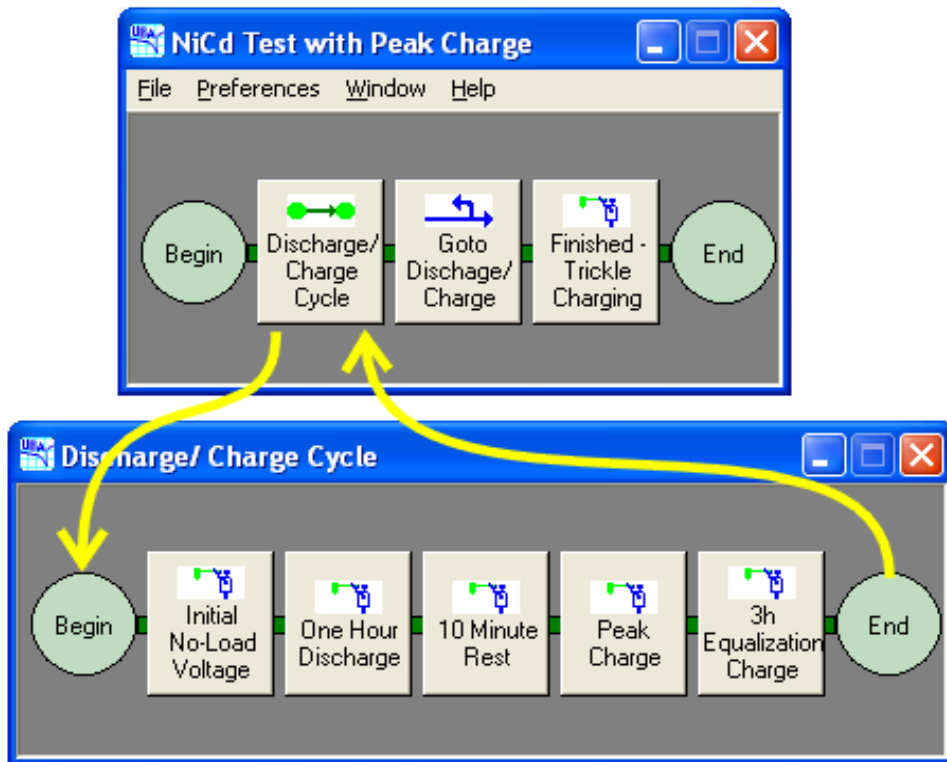 NiCd Test with Peak Charge
File Preferences Window Help
Begin
Discharge/
Charge
Cycle
Goto
Dischage/
Charge
Finished -
Trickle
Charging
End
Discharge/ Charge Cycle
Begin
Initial
No-Load
Voltage
One Hour
Discharge
10 Minute
Rest
Peak
Charge
3h
Equalization
Charge
End